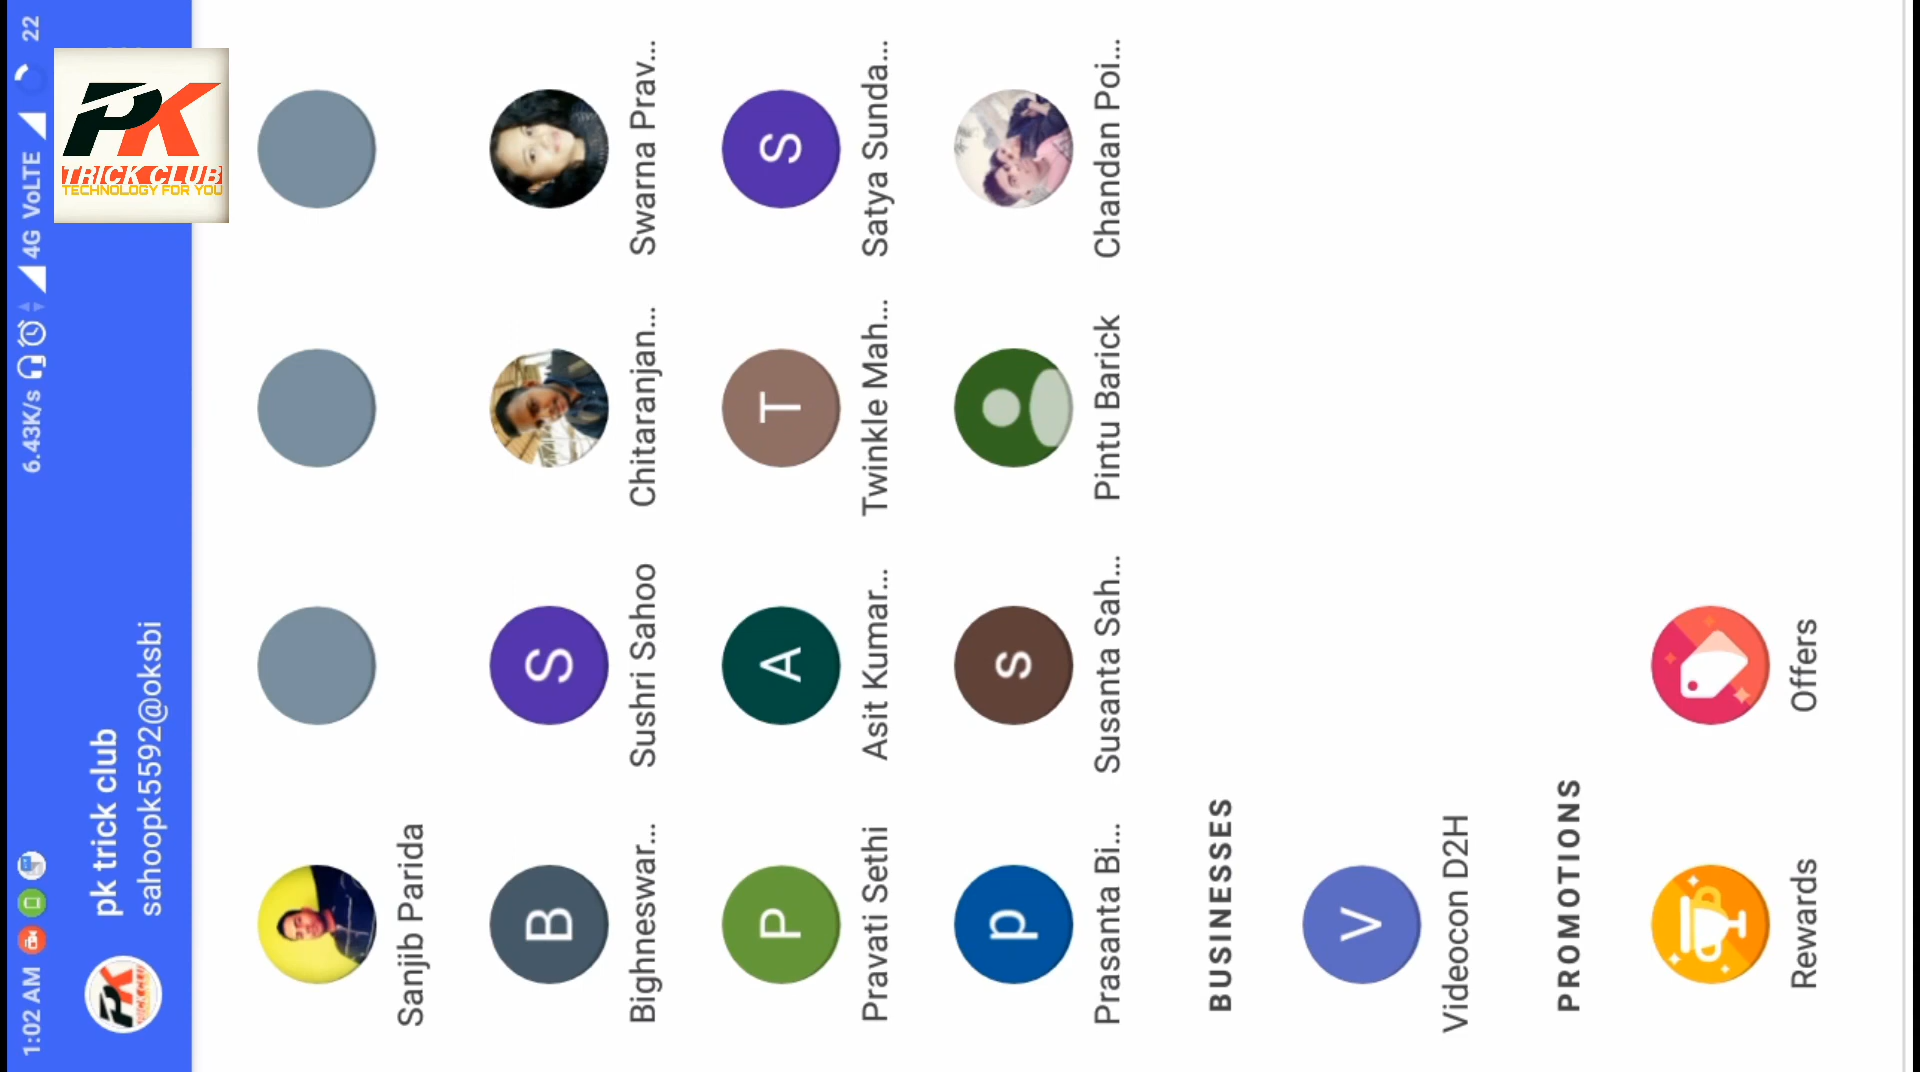 1:02 AM 6.43K/s 4G VoLTE 22
pk trick club
sahoopk5592@oksbi
PK
TRICK CLUB
TECHNOLOGY FOR YOU
Sanjib Parida
B S
Bighneswar... Sushri Sahoo Chitaranjan... Swarna Prav...
P A T S
Pravati Sethi Asit Kumar... Twinkle Mah... Satya Sunda...
p s
Prasanta Bi... Susanta Sah... Pintu Barick Chandan Poi...
BUSINESSES
V
Videocon D2H
PROMOTIONS
Rewards Offers